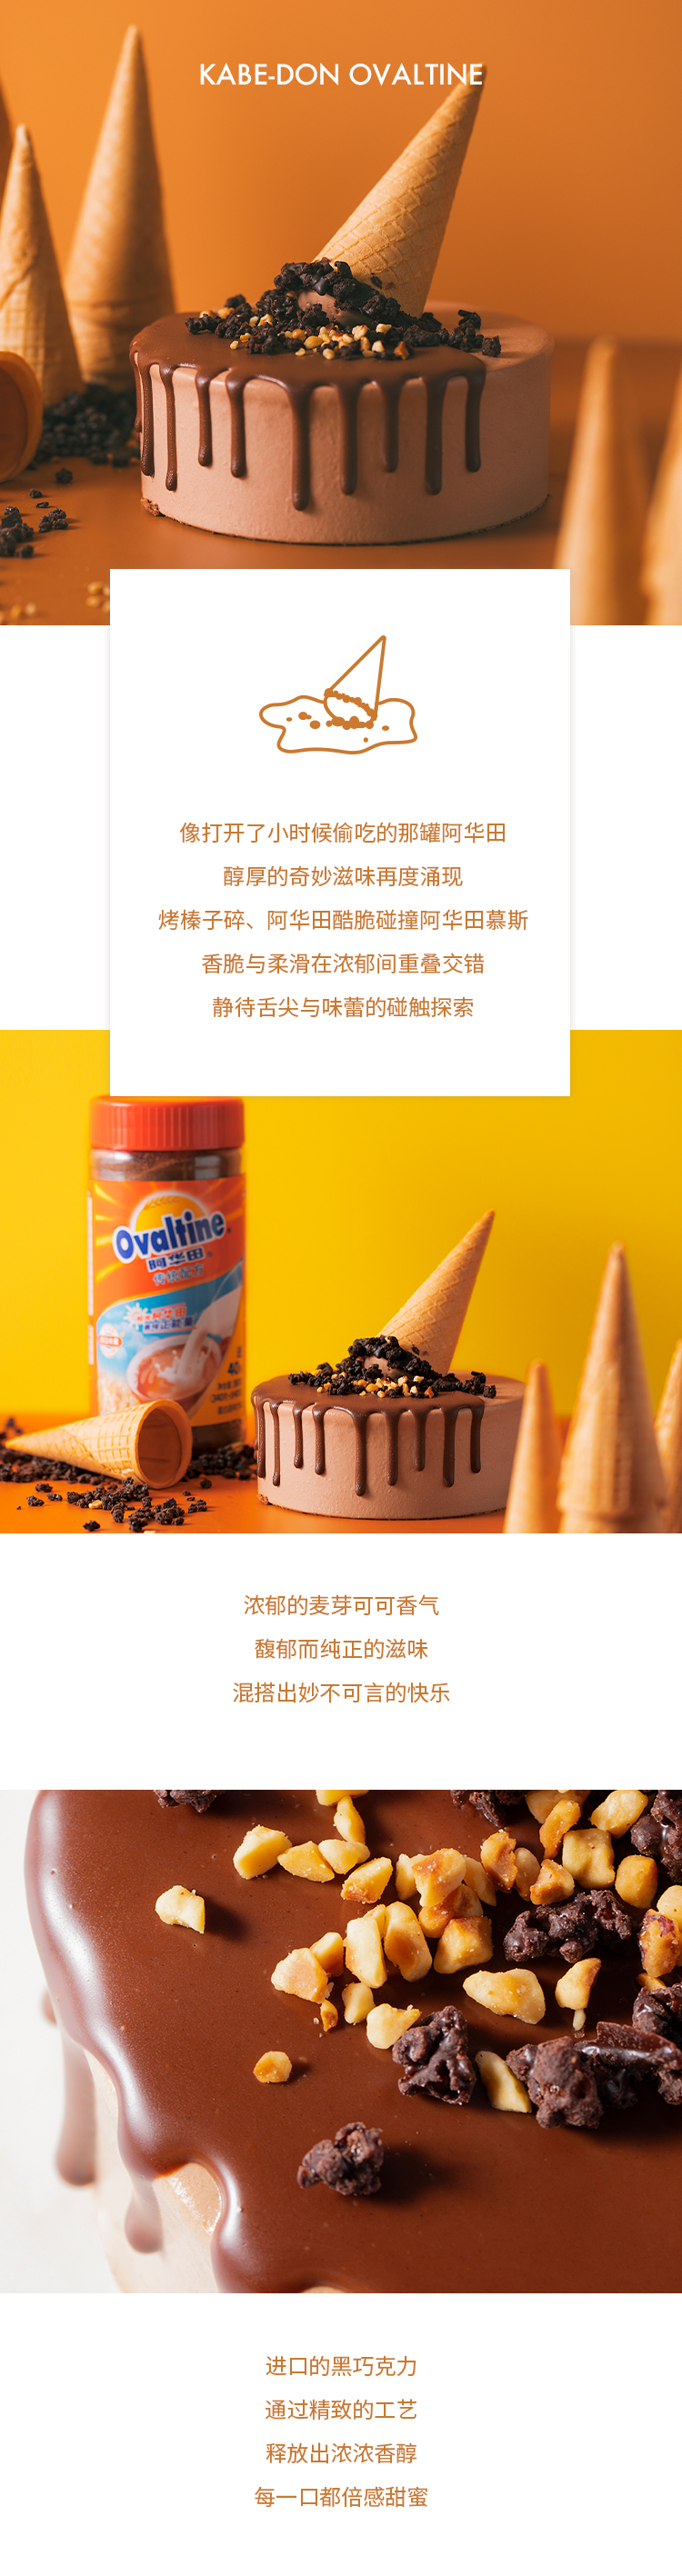 KABE-DON OVALTINE
像打开了小时候偷吃的那罐阿华田
醇厚的奇妙滋味再度涌现
烤榛子碎、阿华田酷脆碰撞阿华田慕斯
香脆与柔滑在浓郁间重叠交错
静待舌尖与味蕾的碰触探索
Ovaltine
阿华田
传统配方
浓郁的麦芽可可香气
馥郁而纯正的滋味
混搭出妙不可言的快乐
进口的黑巧克力
通过精致的工艺
释放出浓浓香醇
每一口都倍感甜蜜